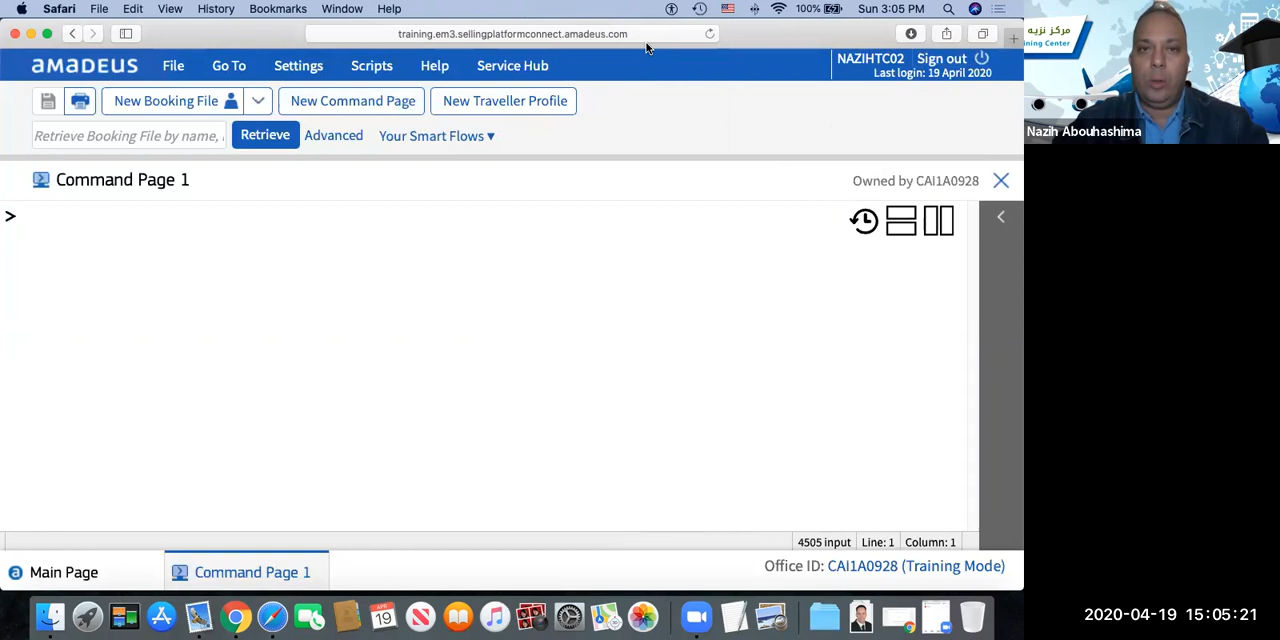 Safari File Edit View History Bookmarks Window Help 100% Sun 3:05 PM
training.em3.sellingplatformconnect.amadeus.com
amadeus File Go To Settings Scripts Help Service Hub NAZIHTC02 Sign out
Last login: 19 April 2020
New Booking File New Command Page New Traveller Profile
Retrieve Booking File by name, Retrieve Advanced Your Smart Flows
Command Page 1 Owned by CAI1A0928
>
4505 input Line: 1 Column: 1
Main Page Command Page 1 Office ID: CAI1A0928 (Training Mode)
APR
19
مركز نزيه
ining Center
Nazih Abouhashima
2020-04-19 15:05:21